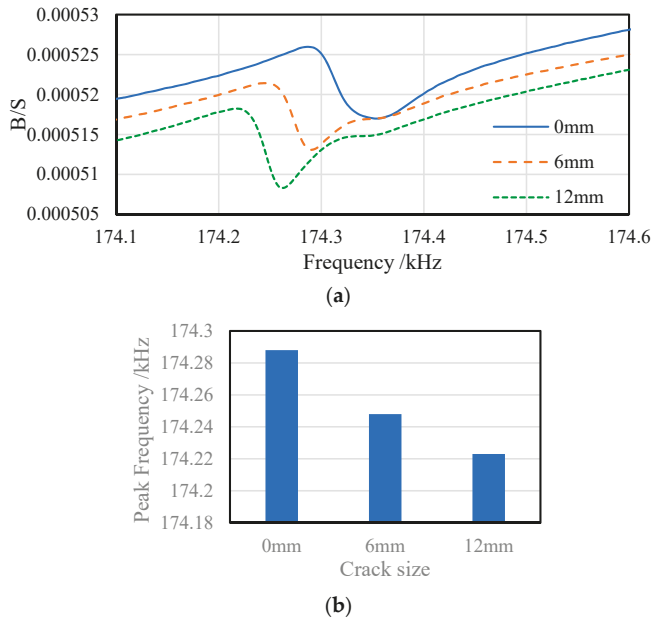 0.00053
0.000525
0.00052
0.000515
0.00051
0.000505
B/S
0mm
6mm
12mm
174.1 174.2 174.3 174.4 174.5 174.6
Frequency /kHz
(a)
174.3
174.28
174.26
174.24
174.22
174.2
174.18
Peak Frequency /kHz
0mm 6mm 12mm
Crack size
(b)